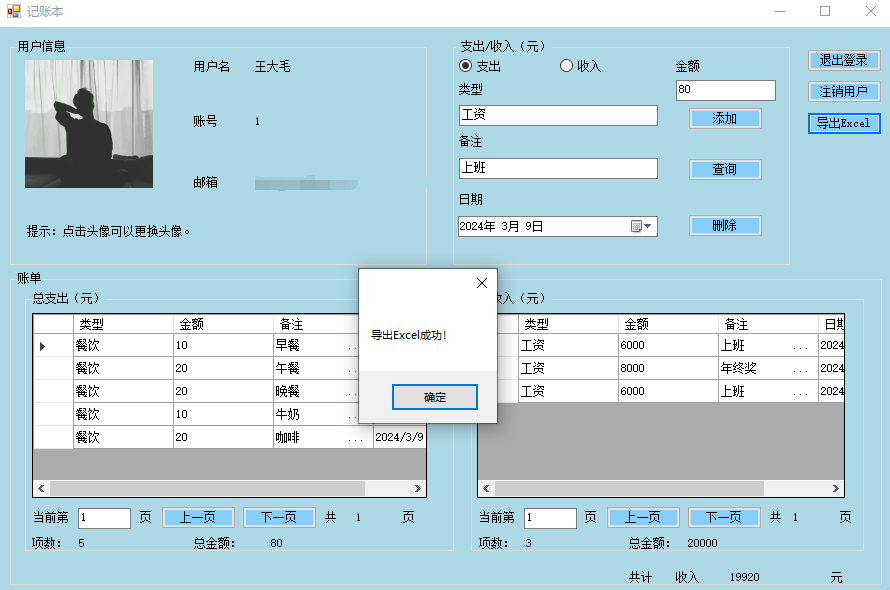 记账本
用户信息
用户名 王大毛
账号 1
邮箱
提示：点击头像可以更换头像。
支出/收入（元）
支出 收入 金额
类型 80
工资 添加
备注
上班 查询
日期
2024年 3月 9日 删除
退出登录
注销用户
导出Excel
账单
总支出（元）
类型 金额 备注
餐饮 10 早餐 ..
餐饮 20 午餐 ..
餐饮 20 晚餐 ..
餐饮 10 牛奶 ..
餐饮 20 咖啡 ... 2024/3/9
当前第 1 页 上一页 下一页 共 1 页
项数： 5 总金额： 80
导出Excel成功!
确定
收入（元）
类型 金额 备注 日期
工资 6000 上班 ... 2024
工资 8000 年终奖 ... 2024
工资 6000 上班 ... 2024
当前第 1 页 上一页 下一页 共 1 页
项数： 3 总金额： 20000
共计 收入 19920 元